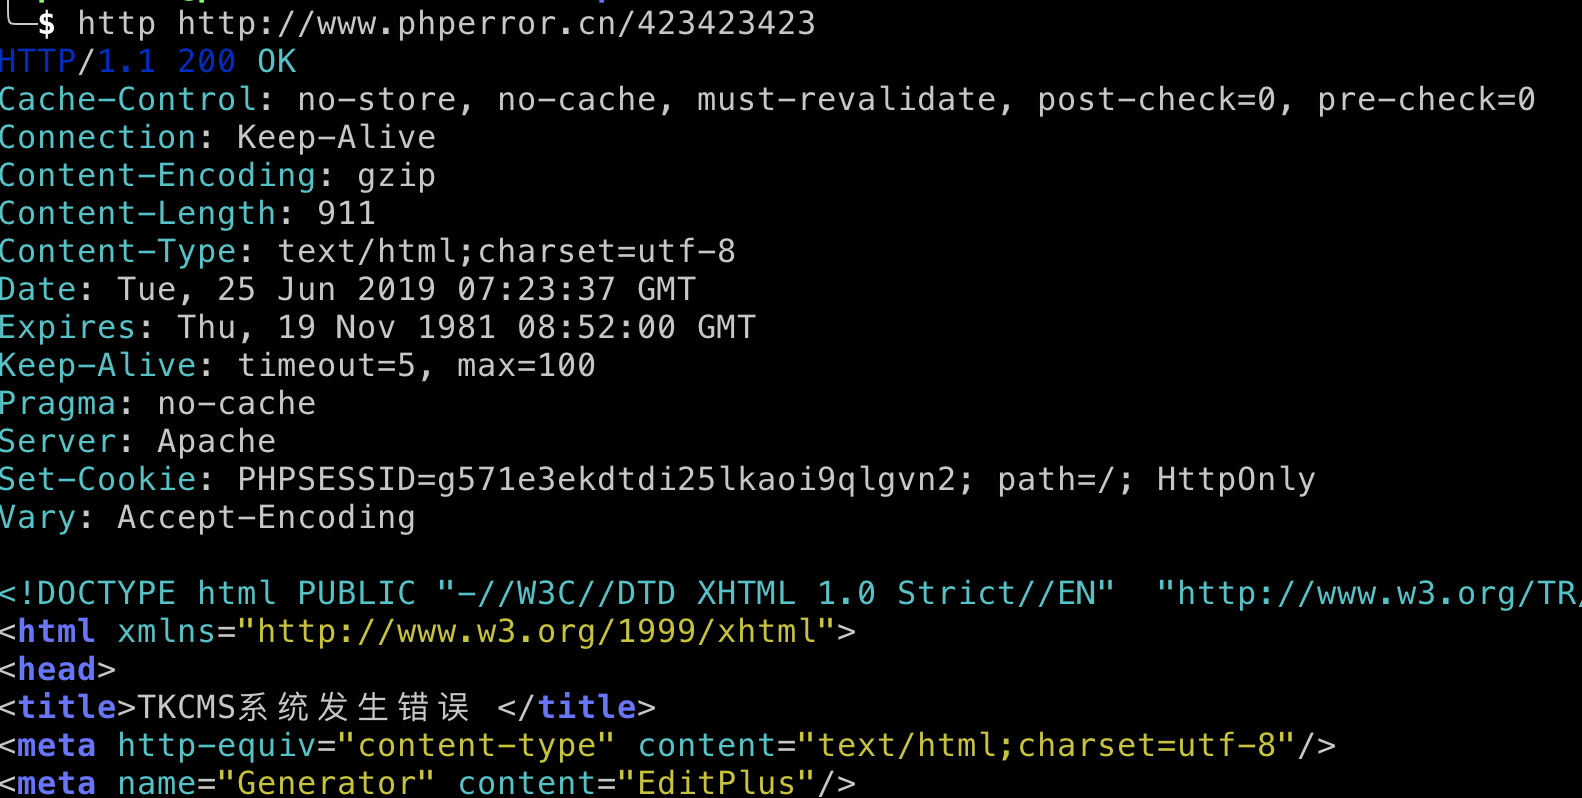 $ http http://www.phperror.cn/423423423
HTTP/1.1 200 OK
Cache-Control: no-store, no-cache, must-revalidate, post-check=0, pre-check=0
Connection: Keep-Alive
Content-Encoding: gzip
Content-Length: 911
Content-Type: text/html;charset=utf-8
Date: Tue, 25 Jun 2019 07:23:37 GMT
Expires: Thu, 19 Nov 1981 08:52:00 GMT
Keep-Alive: timeout=5, max=100
Pragma: no-cache
Server: Apache
Set-Cookie: PHPSESSID=g571e3ekdtdi25lkaoi9qlgvn2; path=/; HttpOnly
Vary: Accept-Encoding
<!DOCTYPE html PUBLIC "-//W3C//DTD XHTML 1.0 Strict//EN"  "http://www.w3.org/TR/
<html xmlns="http://www.w3.org/1999/xhtml">
<head>
<title>TKCMS系统发生错误 </title>
<meta http-equiv="content-type" content="text/html;charset=utf-8"/>
<meta name="Generator" content="EditPlus"/>